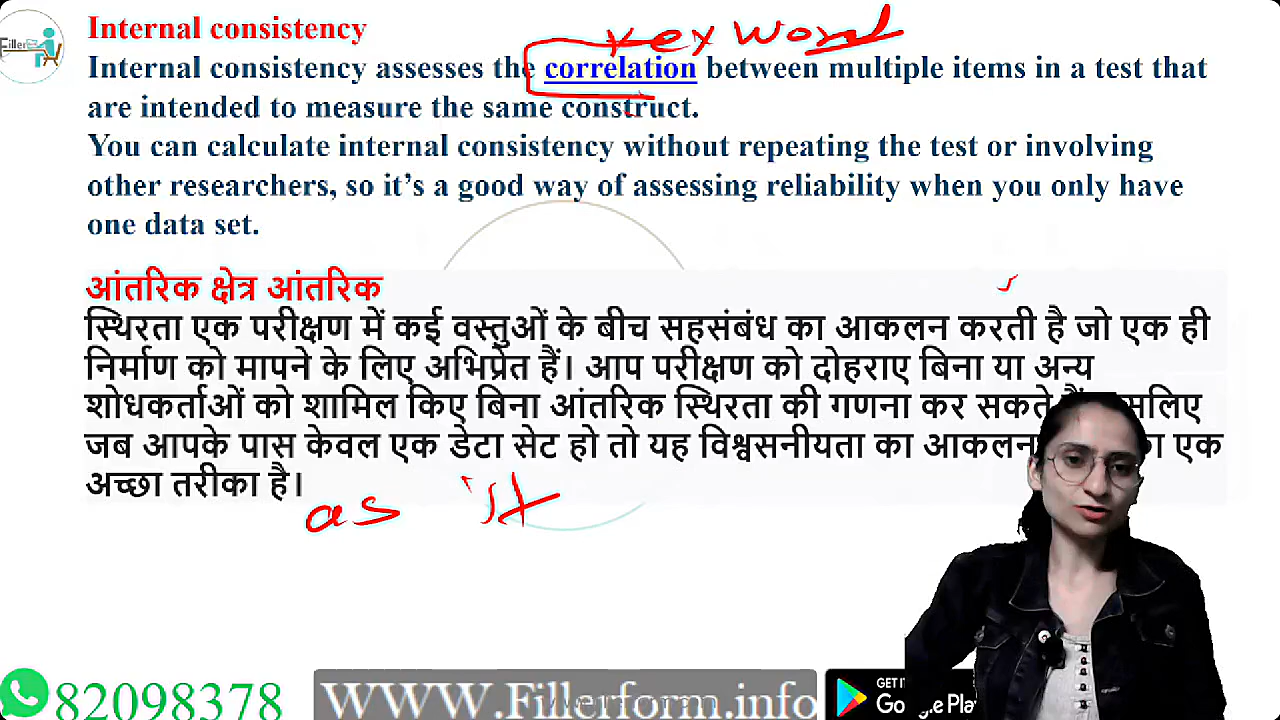 Internal consistency
key word
Filler
Internal consistency assesses the correlation between multiple items in a test that
are intended to measure the same construct.
You can calculate internal consistency without repeating the test or involving
other researchers, so it’s a good way of assessing reliability when you only have
one data set.
आंतरिक क्षेत्र आंतरिक
स्थिरता एक परीक्षण में कई वस्तुओं के बीच सहसंबंध का आकलन करती है जो एक ही
निर्माण को मापने के लिए अभिप्रेत हैं। आप परीक्षण को दोहराए बिना या अन्य
शोधकर्ताओं को शामिल किए बिना आंतरिक स्थिरता की गणना कर सकते
जब आपके पास केवल एक डेटा सेट हो तो यह विश्वसनीयता का आकलन एक
अच्छा तरीका है।
as it
82098378
WWW.Fillerform.info
GET IT
Google Pla